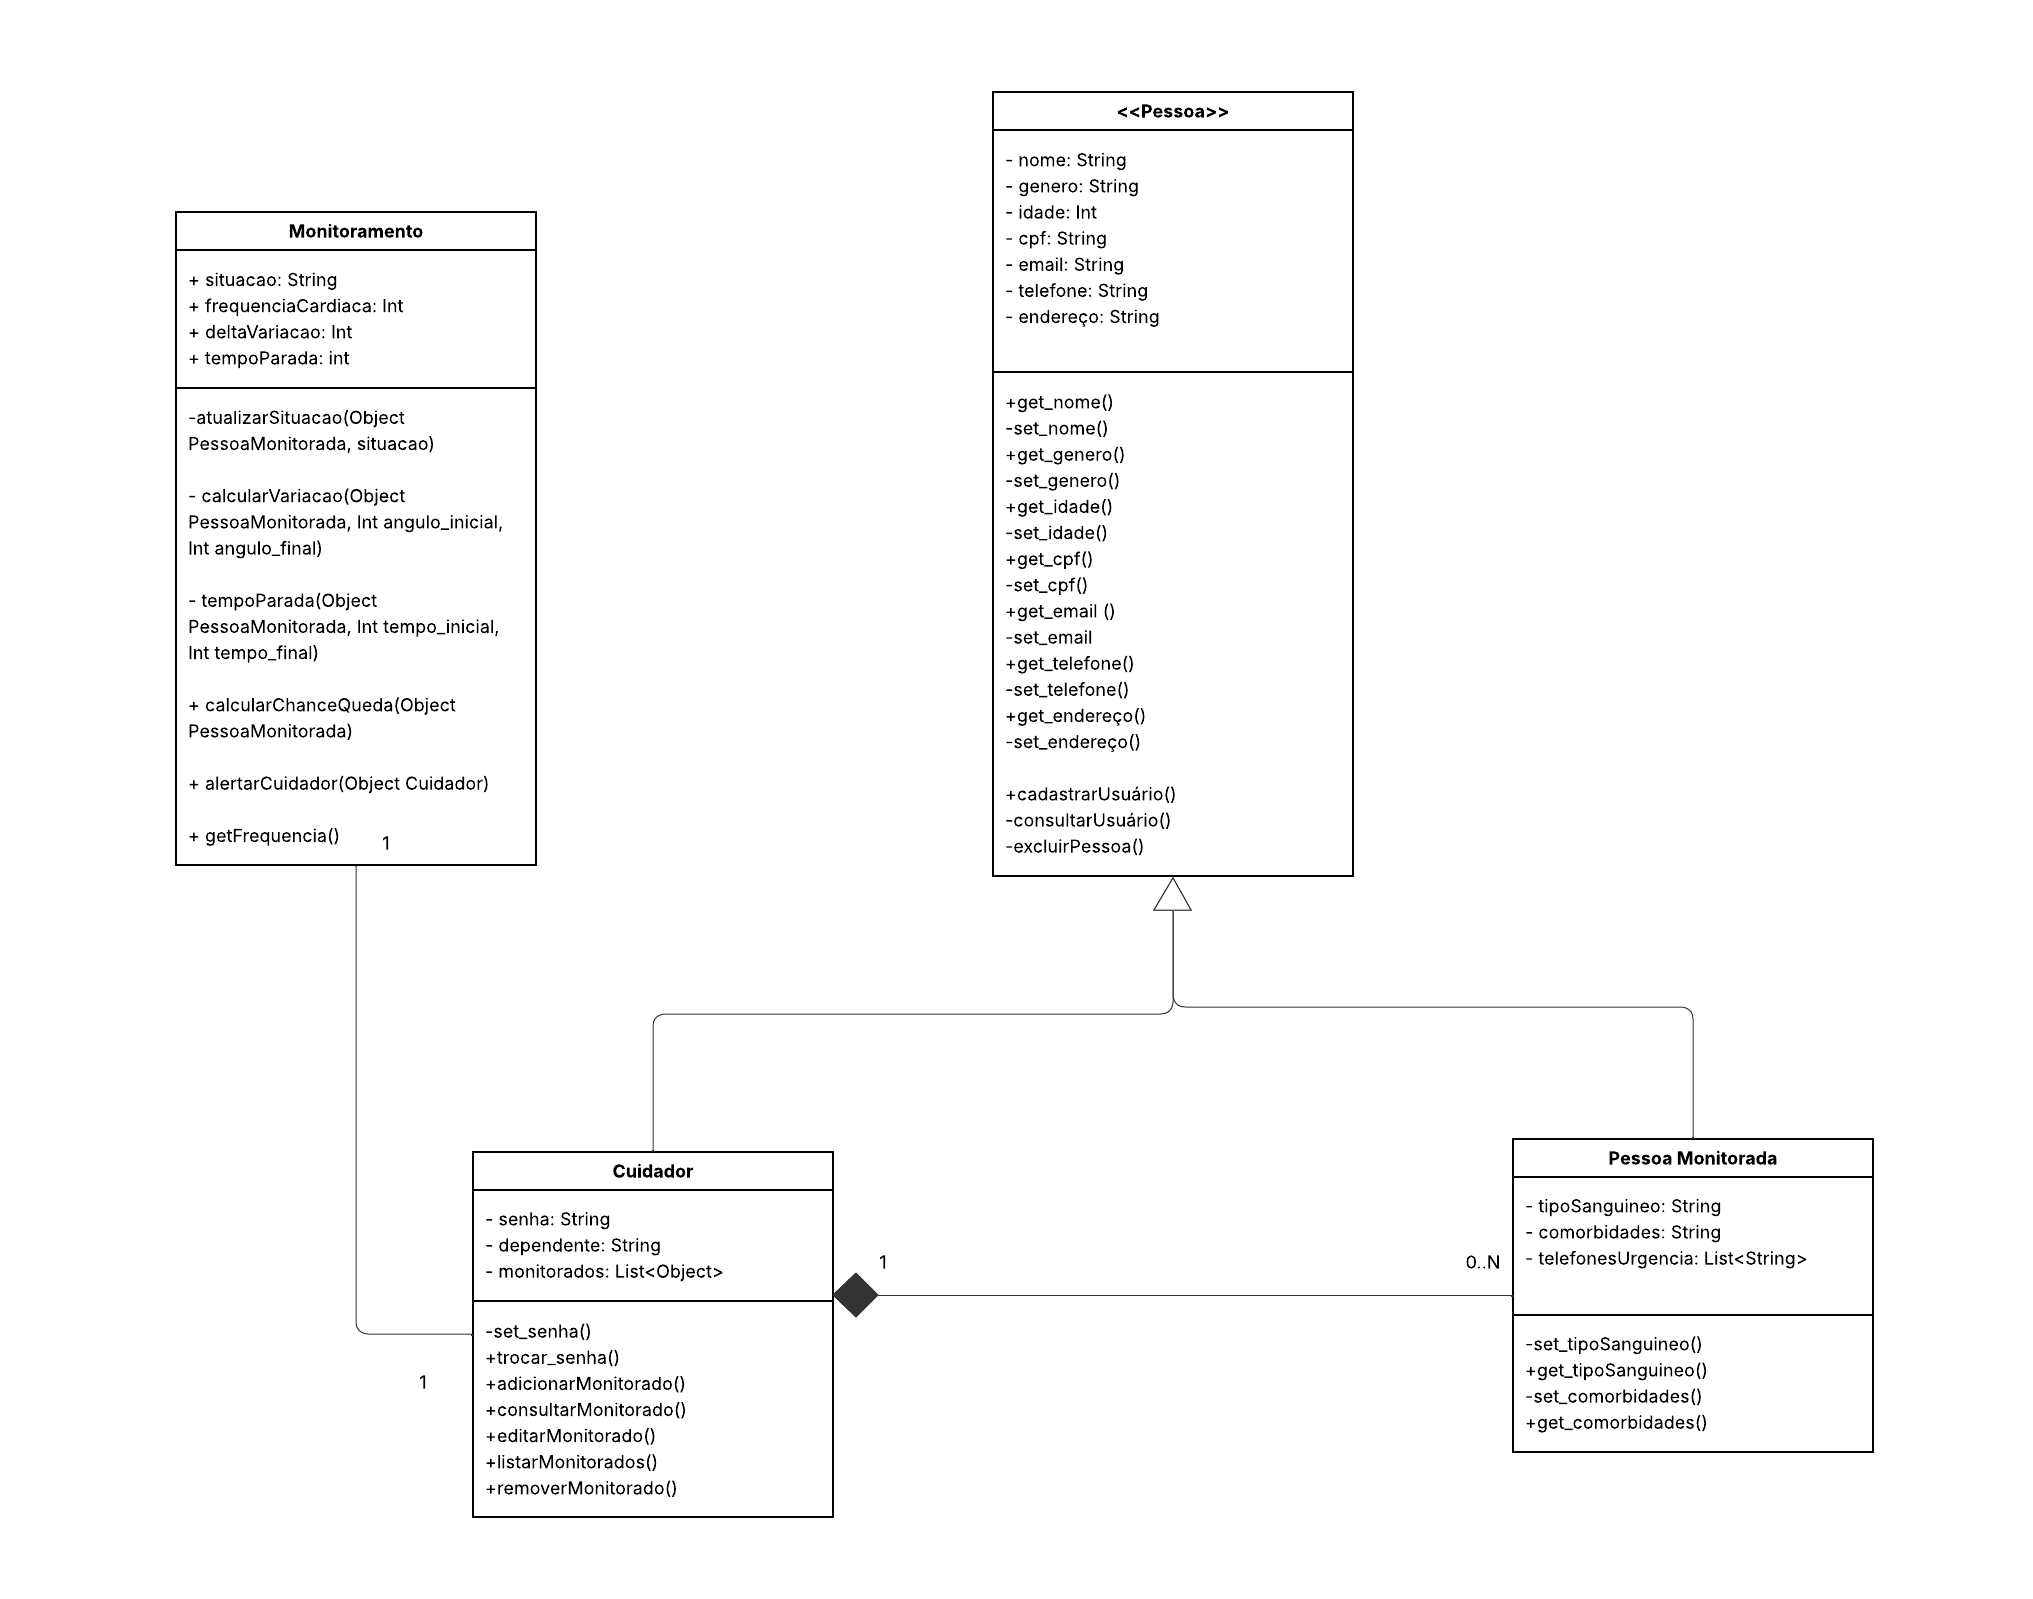 <<Pessoa>>
- nome: String
- genero: String
- idade: Int
- cpf: String
- email: String
- telefone: String
- endereço: String
+get_nome()
-set_nome()
+get_genero()
-set_genero()
+get_idade()
-set_idade()
+get_cpf()
-set_cpf()
+get_email ()
-set_email
+get_telefone()
-set_telefone()
+get_endereço()
-set_endereço()
+cadastrarUsuário()
-consultarUsuário()
-excluirPessoa()
Monitoramento
+ situacao: String
+ frequenciaCardiaca: Int
+ deltaVariacao: Int
+ tempoParada: int
-atualizarSituacao(Object
PessoaMonitorada, situacao)
- calcularVariacao(Object
PessoaMonitorada, Int angulo_inicial,
Int angulo_final)
- tempoParada(Object
PessoaMonitorada, Int tempo_inicial,
Int tempo_final)
+ calcularChanceQueda(Object
PessoaMonitorada)
+ alertarCuidador(Object Cuidador)
+ getFrequencia()
1
1
Cuidador
- senha: String
- dependente: String
- monitorados: List<Object>
-set_senha()
+trocar_senha()
+adicionarMonitorado()
+consultarMonitorado()
+editarMonitorado()
+listarMonitorados()
+removerMonitorado()
1
0..N
Pessoa Monitorada
- tipoSanguineo: String
- comorbidades: String
- telefonesUrgencia: List<String>
-set_tipoSanguineo()
+get_tipoSanguineo()
-set_comorbidades()
+get_comorbidades()